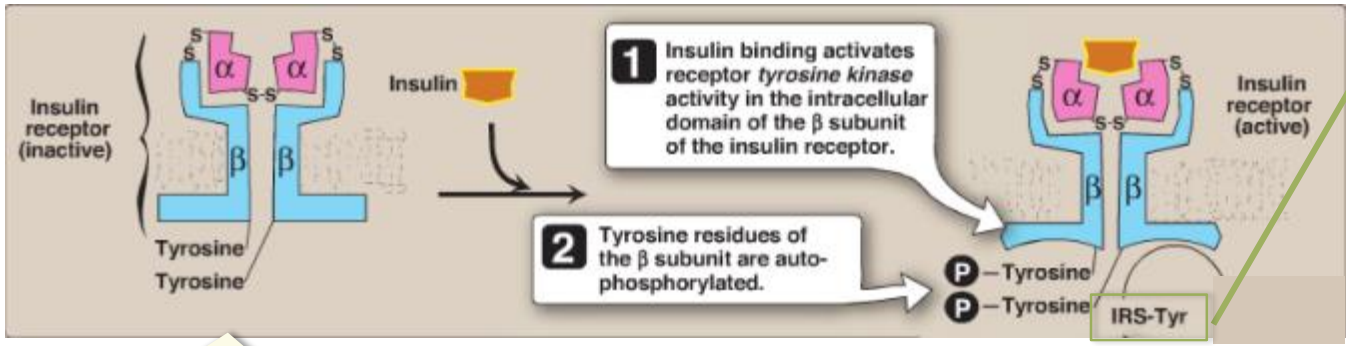 S
S
α
α
S
S
S-S
Insulin
receptor
(inactive)
β
β
Tyrosine
Tyrosine
Insulin
1
Insulin binding activates
receptor tyrosine kinase
activity in the intracellular
domain of the β subunit
of the insulin receptor.
2
Tyrosine residues of
the β subunit are auto-
phosphorylated.
S
S
α
α
S
S
S-S
Insulin
receptor
(active)
β
β
P-Tyrosine
P-Tyrosine
IRS-Tyr